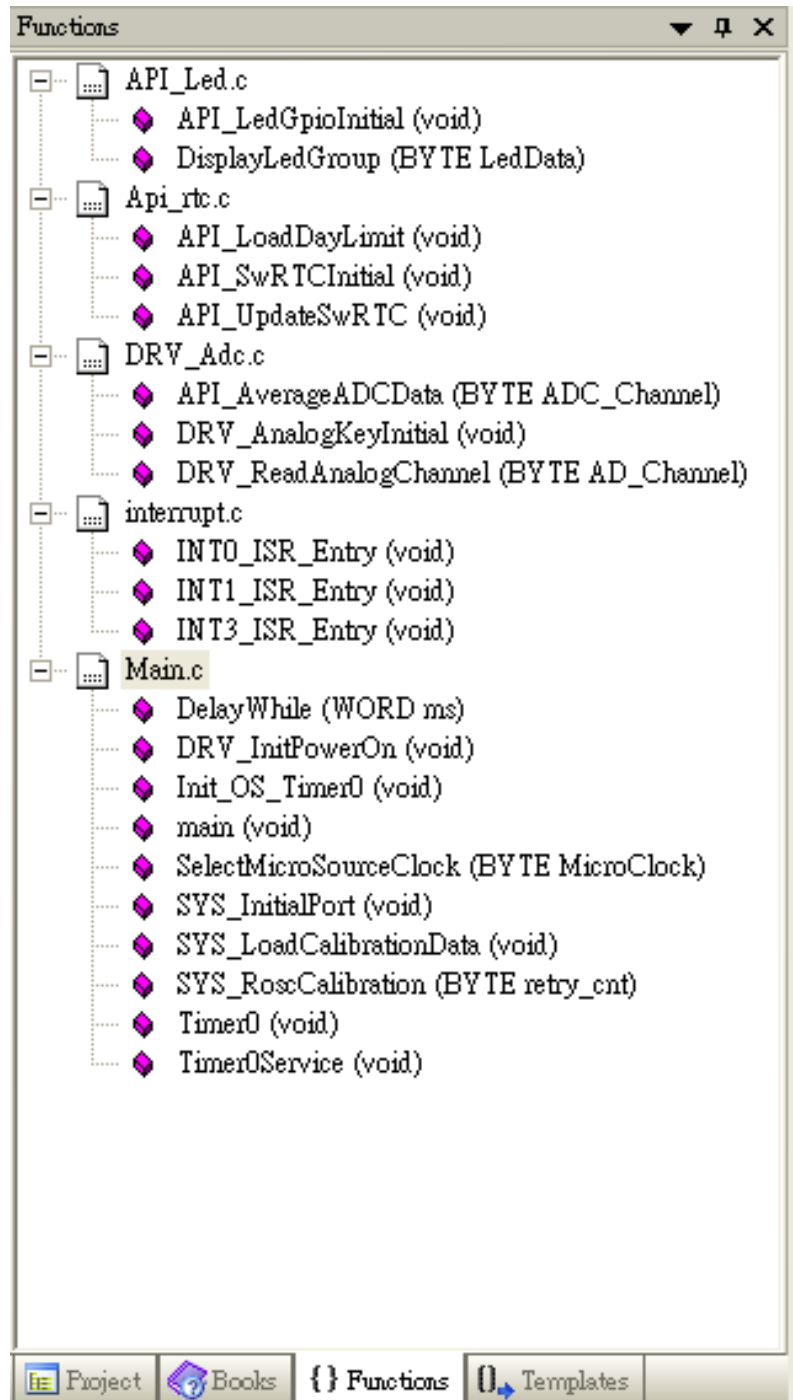 Functions
API_Led.c
API_LedGpioInitial (void)
DisplayLedGroup (BYTE LedData)
Api_rtc.c
API_LoadDayLimit (void)
API_SwRTCInitial (void)
API_UpdateSwRTC (void)
DRV_Adc.c
API_AverageADCData (BYTE ADC_Channel)
DRV_AnalogKeyInitial (void)
DRV_ReadAnalogChannel (BYTE AD_Channel)
interrupt.c
INT0_ISR_Entry (void)
INT1_ISR_Entry (void)
INT3_ISR_Entry (void)
Main.c
DelayWhile (WORD ms)
DRV_InitPowerOn (void)
Init_OS_Timer0 (void)
main (void)
SelectMicroSourceClock (BYTE MicroClock)
SYS_InitialPort (void)
SYS_LoadCalibrationData (void)
SYS_RoscCalibration (BYTE retry_cnt)
Timer0 (void)
Timer0Service (void)
Project Books {} Functions Templates